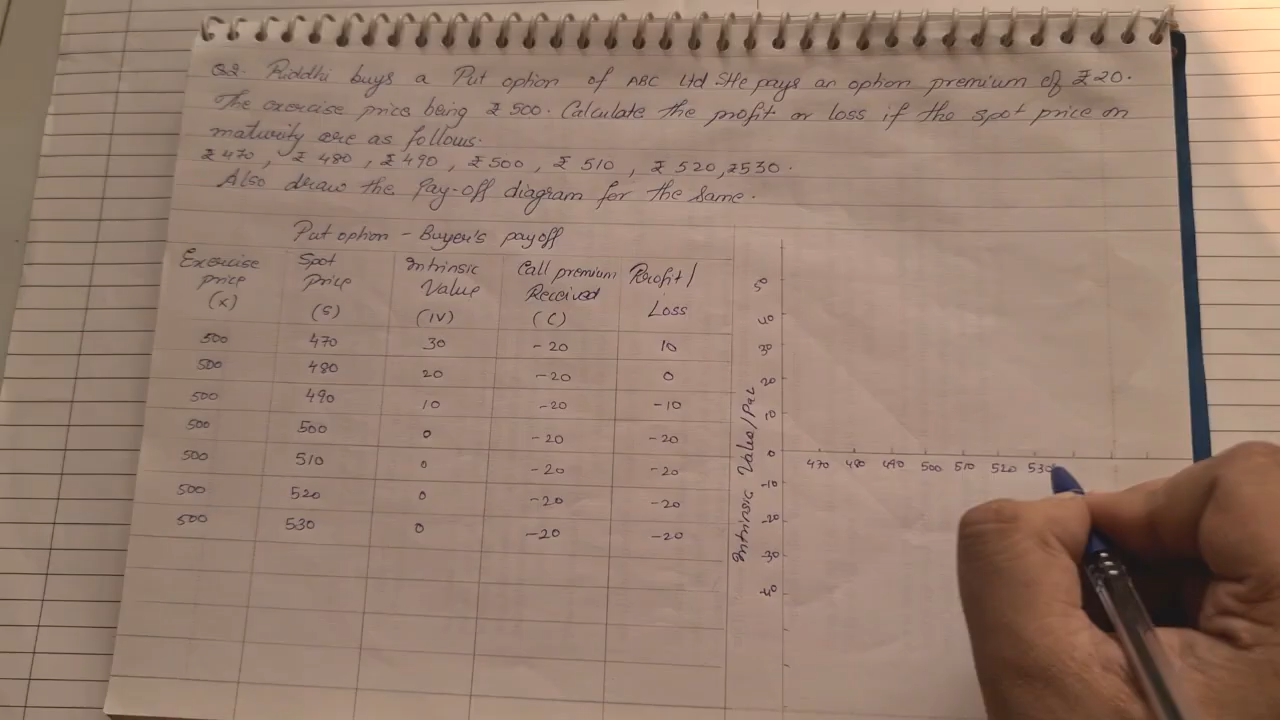 Q2. Riddhi buys a Put option of ABC Ltd. She pays an option premium of ₹20.
The exercise price being ₹500. Calculate the profit or loss if the spot price on
maturity are as follows.
₹470, ₹480, ₹490, ₹500, ₹510, ₹520, ₹530.
Also draw the Pay-off diagram for the same.
Put option - Buyer's payoff
Exercise price (X) Spot Price (S) Intrinsic Value (IV) Call premium Received (C) Profit/ Loss
500 470 30 -20 10
500 480 20 -20 0
500 490 10 -20 -10
500 500 0 -20 -20
500 510 0 -20 -20
500 520 0 -20 -20
500 530 0 -20 -20
Intrinsic Value/P&L
50
40
30
20
10
0
-10
-20
-30
-40
470 480 490 500 510 520 530